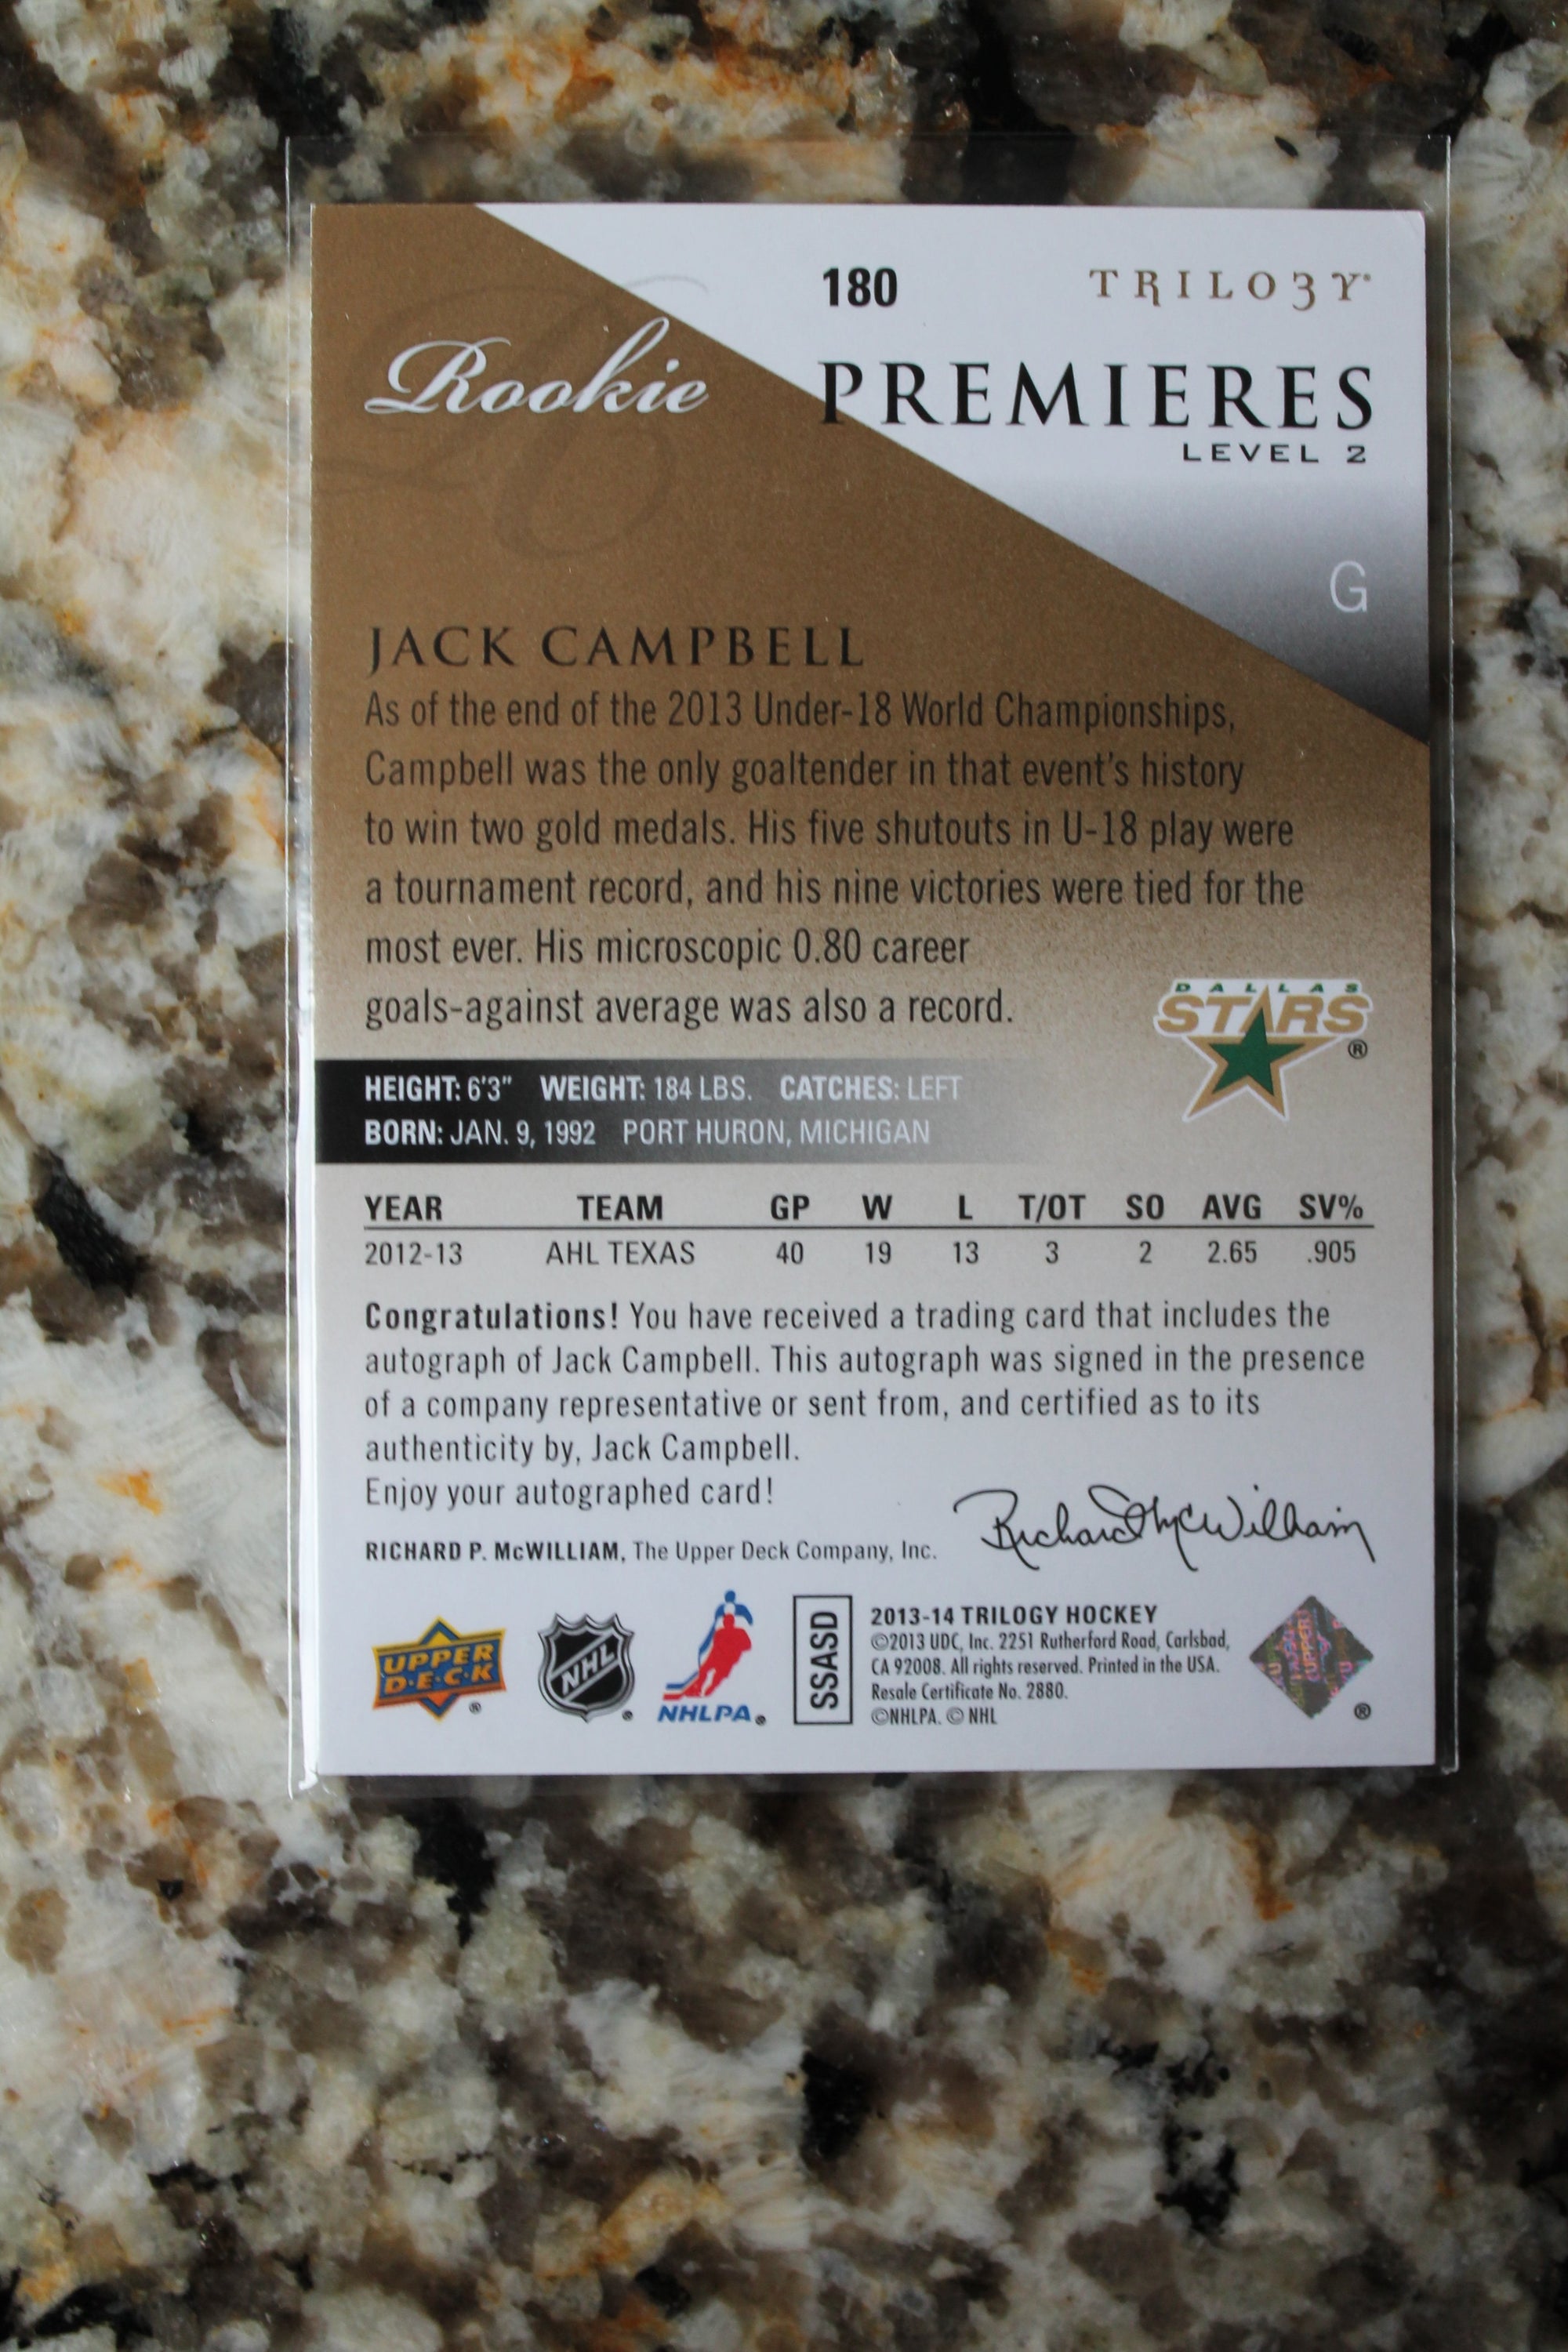 180 TRILOGY
Rookie PREMIERES
LEVEL 2
G
JACK CAMPBELL
As of the end of the 2013 Under-18 World Championships,
Campbell was the only goaltender in that event's history
to win two gold medals. His five shutouts in U-18 play were
a tournament record, and his nine victories were tied for the
most ever. His microscopic 0.80 career
goals-against average was also a record.
DALLAS
STARS
®
HEIGHT: 6'3" WEIGHT: 184 LBS. CATCHES: LEFT
BORN: JAN. 9, 1992 PORT HURON, MICHIGAN
YEAR TEAM GP W L T/OT SO AVG SV%
2012-13 AHL TEXAS 40 19 13 3 2 2.65 .905
Congratulations! You have received a trading card that includes the
autograph of Jack Campbell. This autograph was signed in the presence
of a company representative or sent from, and certified as to its
authenticity by, Jack Campbell.
Enjoy your autographed card!
Richard McWilliam
RICHARD P. McWILLIAM, The Upper Deck Company, Inc.
UPPER
DECK®
NHL®
NHLPA®
SSASD
2013-14 TRILOGY HOCKEY
©2013 UDC, Inc. 2251 Rutherford Road, Carlsbad,
CA 92008. All rights reserved. Printed in the USA.
Resale Certificate No. 2880.
©NHLPA. © NHL
UPPER
®